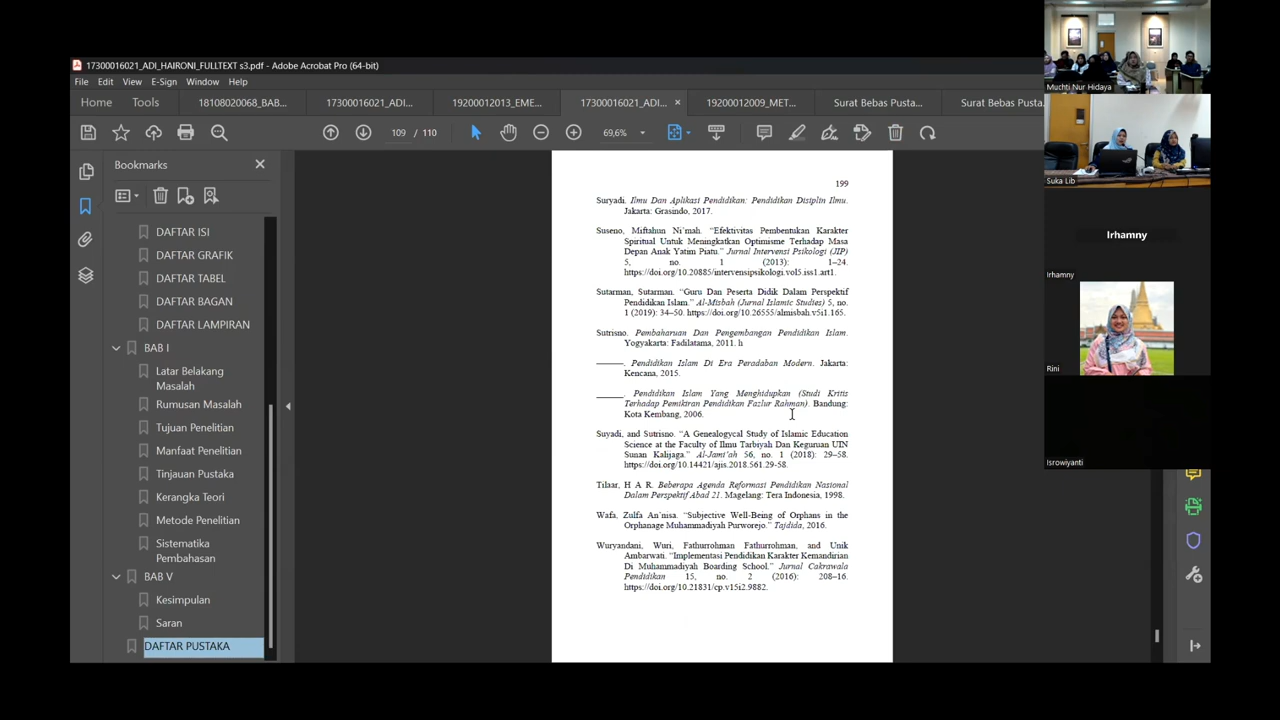 17300016021_ADI_HAIRONI_FULLTEXT s3.pdf - Adobe Acrobat Pro (64-bit)
File Edit View E-Sign Window Help
Home Tools 18108020068_BAB... 17300016021_ADI... 19200012013_EME... 17300016021_ADI... × 19200012009_MET... Surat Bebas Pusta... Surat Bebas Pusta...
109 / 110 69,6%
Bookmarks
DAFTAR ISI
DAFTAR GRAFIK
DAFTAR TABEL
DAFTAR BAGAN
DAFTAR LAMPIRAN
BAB I
Latar Belakang
Masalah
Rumusan Masalah
Tujuan Penelitian
Manfaat Penelitian
Tinjauan Pustaka
Kerangka Teori
Metode Penelitian
Sistematika
Pembahasan
BAB V
Kesimpulan
Saran
DAFTAR PUSTAKA
199
Suryadi. Ilmu Dan Aplikasi Pendidikan: Pendidikan Disiplin Ilmu.
Jakarta: Grasindo, 2017.
Suseno, Miftahun Ni'mah. “Efektivitas Pembentukan Karakter
Spiritual Untuk Meningkatkan Optimisme Terhadap Masa
Depan Anak Yatim Piatu.” Jurnal Intervensi Psikologi (JIP)
5, no. 1 (2013): 1–24.
https://doi.org/10.20885/intervensipsikologi.vol5.iss1.art1.
Sutarman, Sutarman. “Guru Dan Peserta Didik Dalam Perspektif
Pendidikan Islam.” Al-Misbah (Jurnal Islamic Studies) 5, no.
1 (2019): 34–50. https://doi.org/10.26555/almisbah.v5i1.165.
Sutrisno. Pembaharuan Dan Pengembangan Pendidikan Islam.
Yogyakarta: Fadilatama, 2011. h
______. Pendidikan Islam Di Era Peradaban Modern. Jakarta:
Kencana, 2015.
______. Pendidikan Islam Yang Menghidupkan (Studi Kritis
Terhadap Pemikiran Pendidikan Fazlur Rahman). Bandung:
Kota Kembang, 2006.
Suyadi, and Sutrisno. “A Genealogycal Study of Islamic Education
Science at the Faculty of Ilmu Tarbiyah Dan Keguruan UIN
Sunan Kalijaga.” Al-Jami'ah 56, no. 1 (2018): 29–58.
https://doi.org/10.14421/ajis.2018.561.29-58.
Tilaar, H A R. Beberapa Agenda Reformasi Pendidikan Nasional
Dalam Perspektif Abad 21. Magelang: Tera Indonesia, 1998.
Wafa, Zulfa An'nisa. “Subjective Well-Being of Orphans in the
Orphanage Muhammadiyah Purworejo.” Tajdida, 2016.
Wuryandani, Wuri, Fathurrohman Fathurrohman, and Unik
Ambarwati. “Implementasi Pendidikan Karakter Kemandirian
Di Muhammadiyah Boarding School.” Jurnal Cakrawala
Pendidikan 15, no. 2 (2016): 208–16.
https://doi.org/10.21831/cp.v15i2.9882.
Muchti Nur Hidaya
Suka Lib
Irhamny
Irhamny
Rini
Isrowiyanti